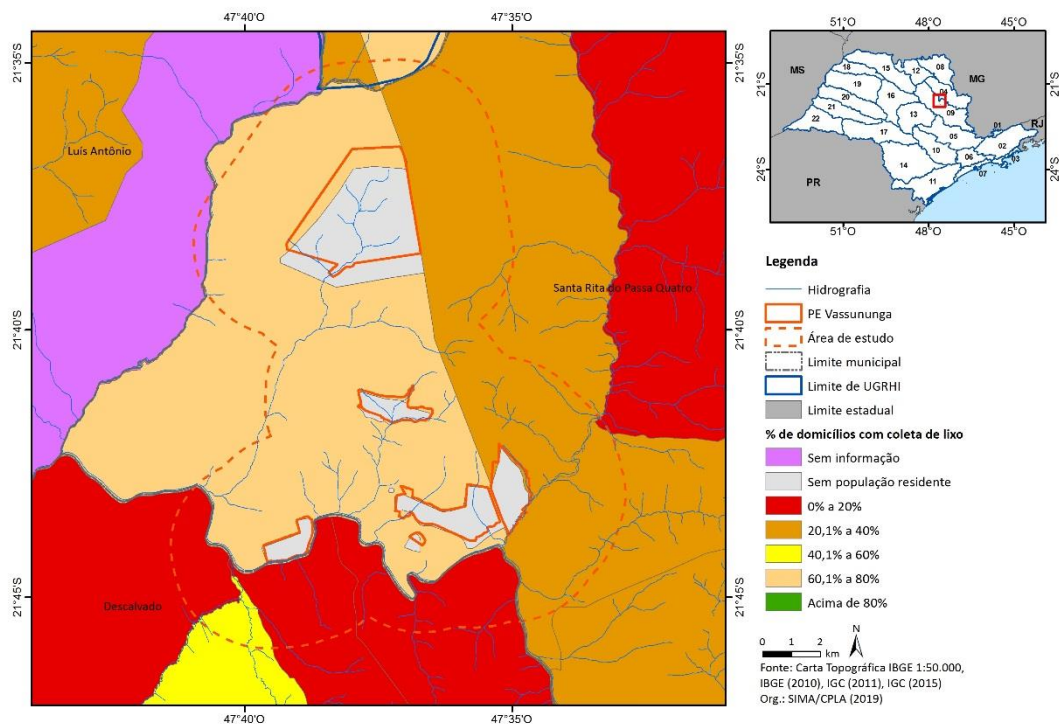 47°40'O
47°35'O
21°35'S
21°40'S
21°45'S
21°35'S
21°40'S
21°45'S
47°40'O
47°35'O
Luís Antônio
Santa Rita do Passa Quatro
Descalvado
51°O
48°O
45°O
21°S
24°S
21°S
24°S
51°O
48°O
45°O
MS
MG
RJ
PR
18
15
12
08
19
04
20
16
09
21
13
22
17
05
01
10
02
06
03
14
07
11
Legenda
Hidrografia
PE Vassununga
Área de estudo
Limite municipal
Limite de UGRHI
Limite estadual
% de domicílios com coleta de lixo
Sem informação
Sem população residente
0% a 20%
20,1% a 40%
40,1% a 60%
60,1% a 80%
Acima de 80%
0 1 2
km
N
Fonte: Carta Topográfica IBGE 1:50.000,
IBGE (2010), IGC (2011), IGC (2015)
Org.: SIMA/CPLA (2019)